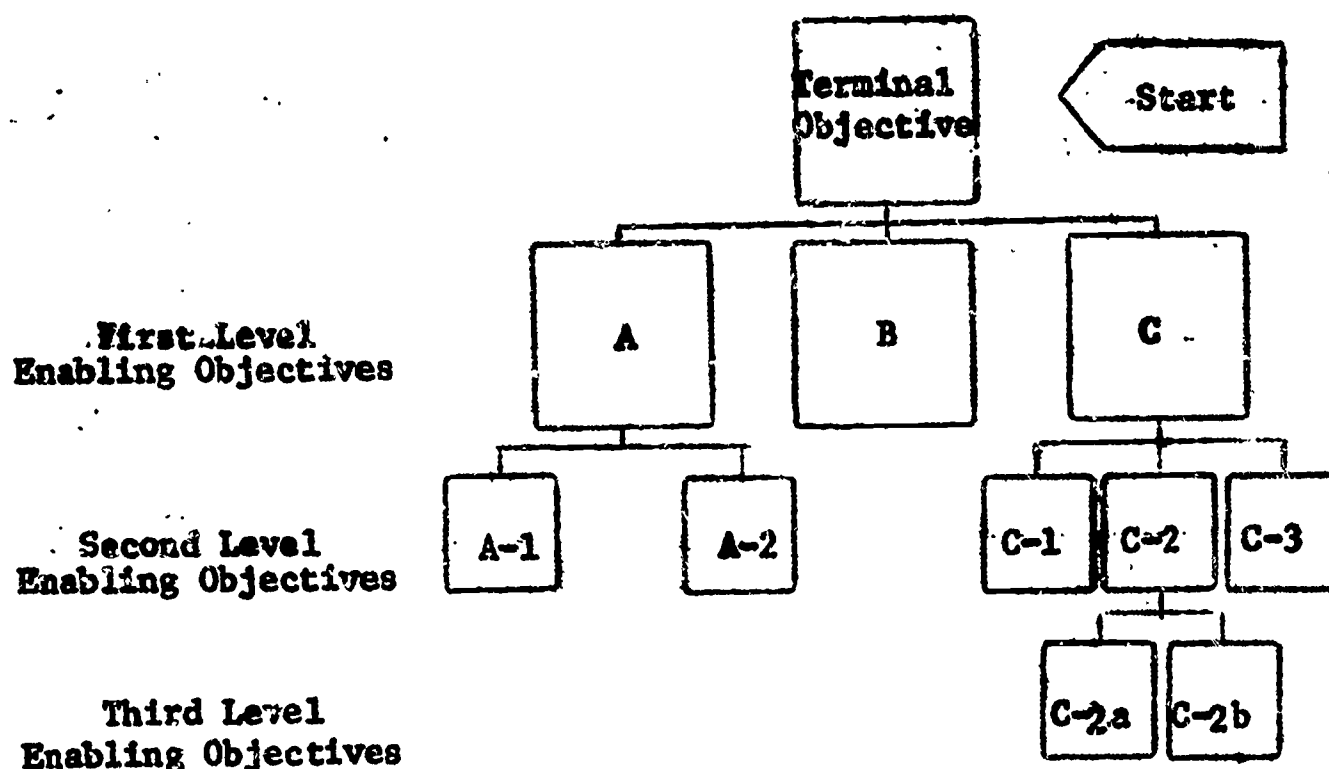 Terminal
Objective
Start
First Level
Enabling Objectives
A
B
C
Second Level
Enabling Objectives
A-1
A-2
C-1
C-2
C-3
Third Level
Enabling Objectives
C-2a
C-2b